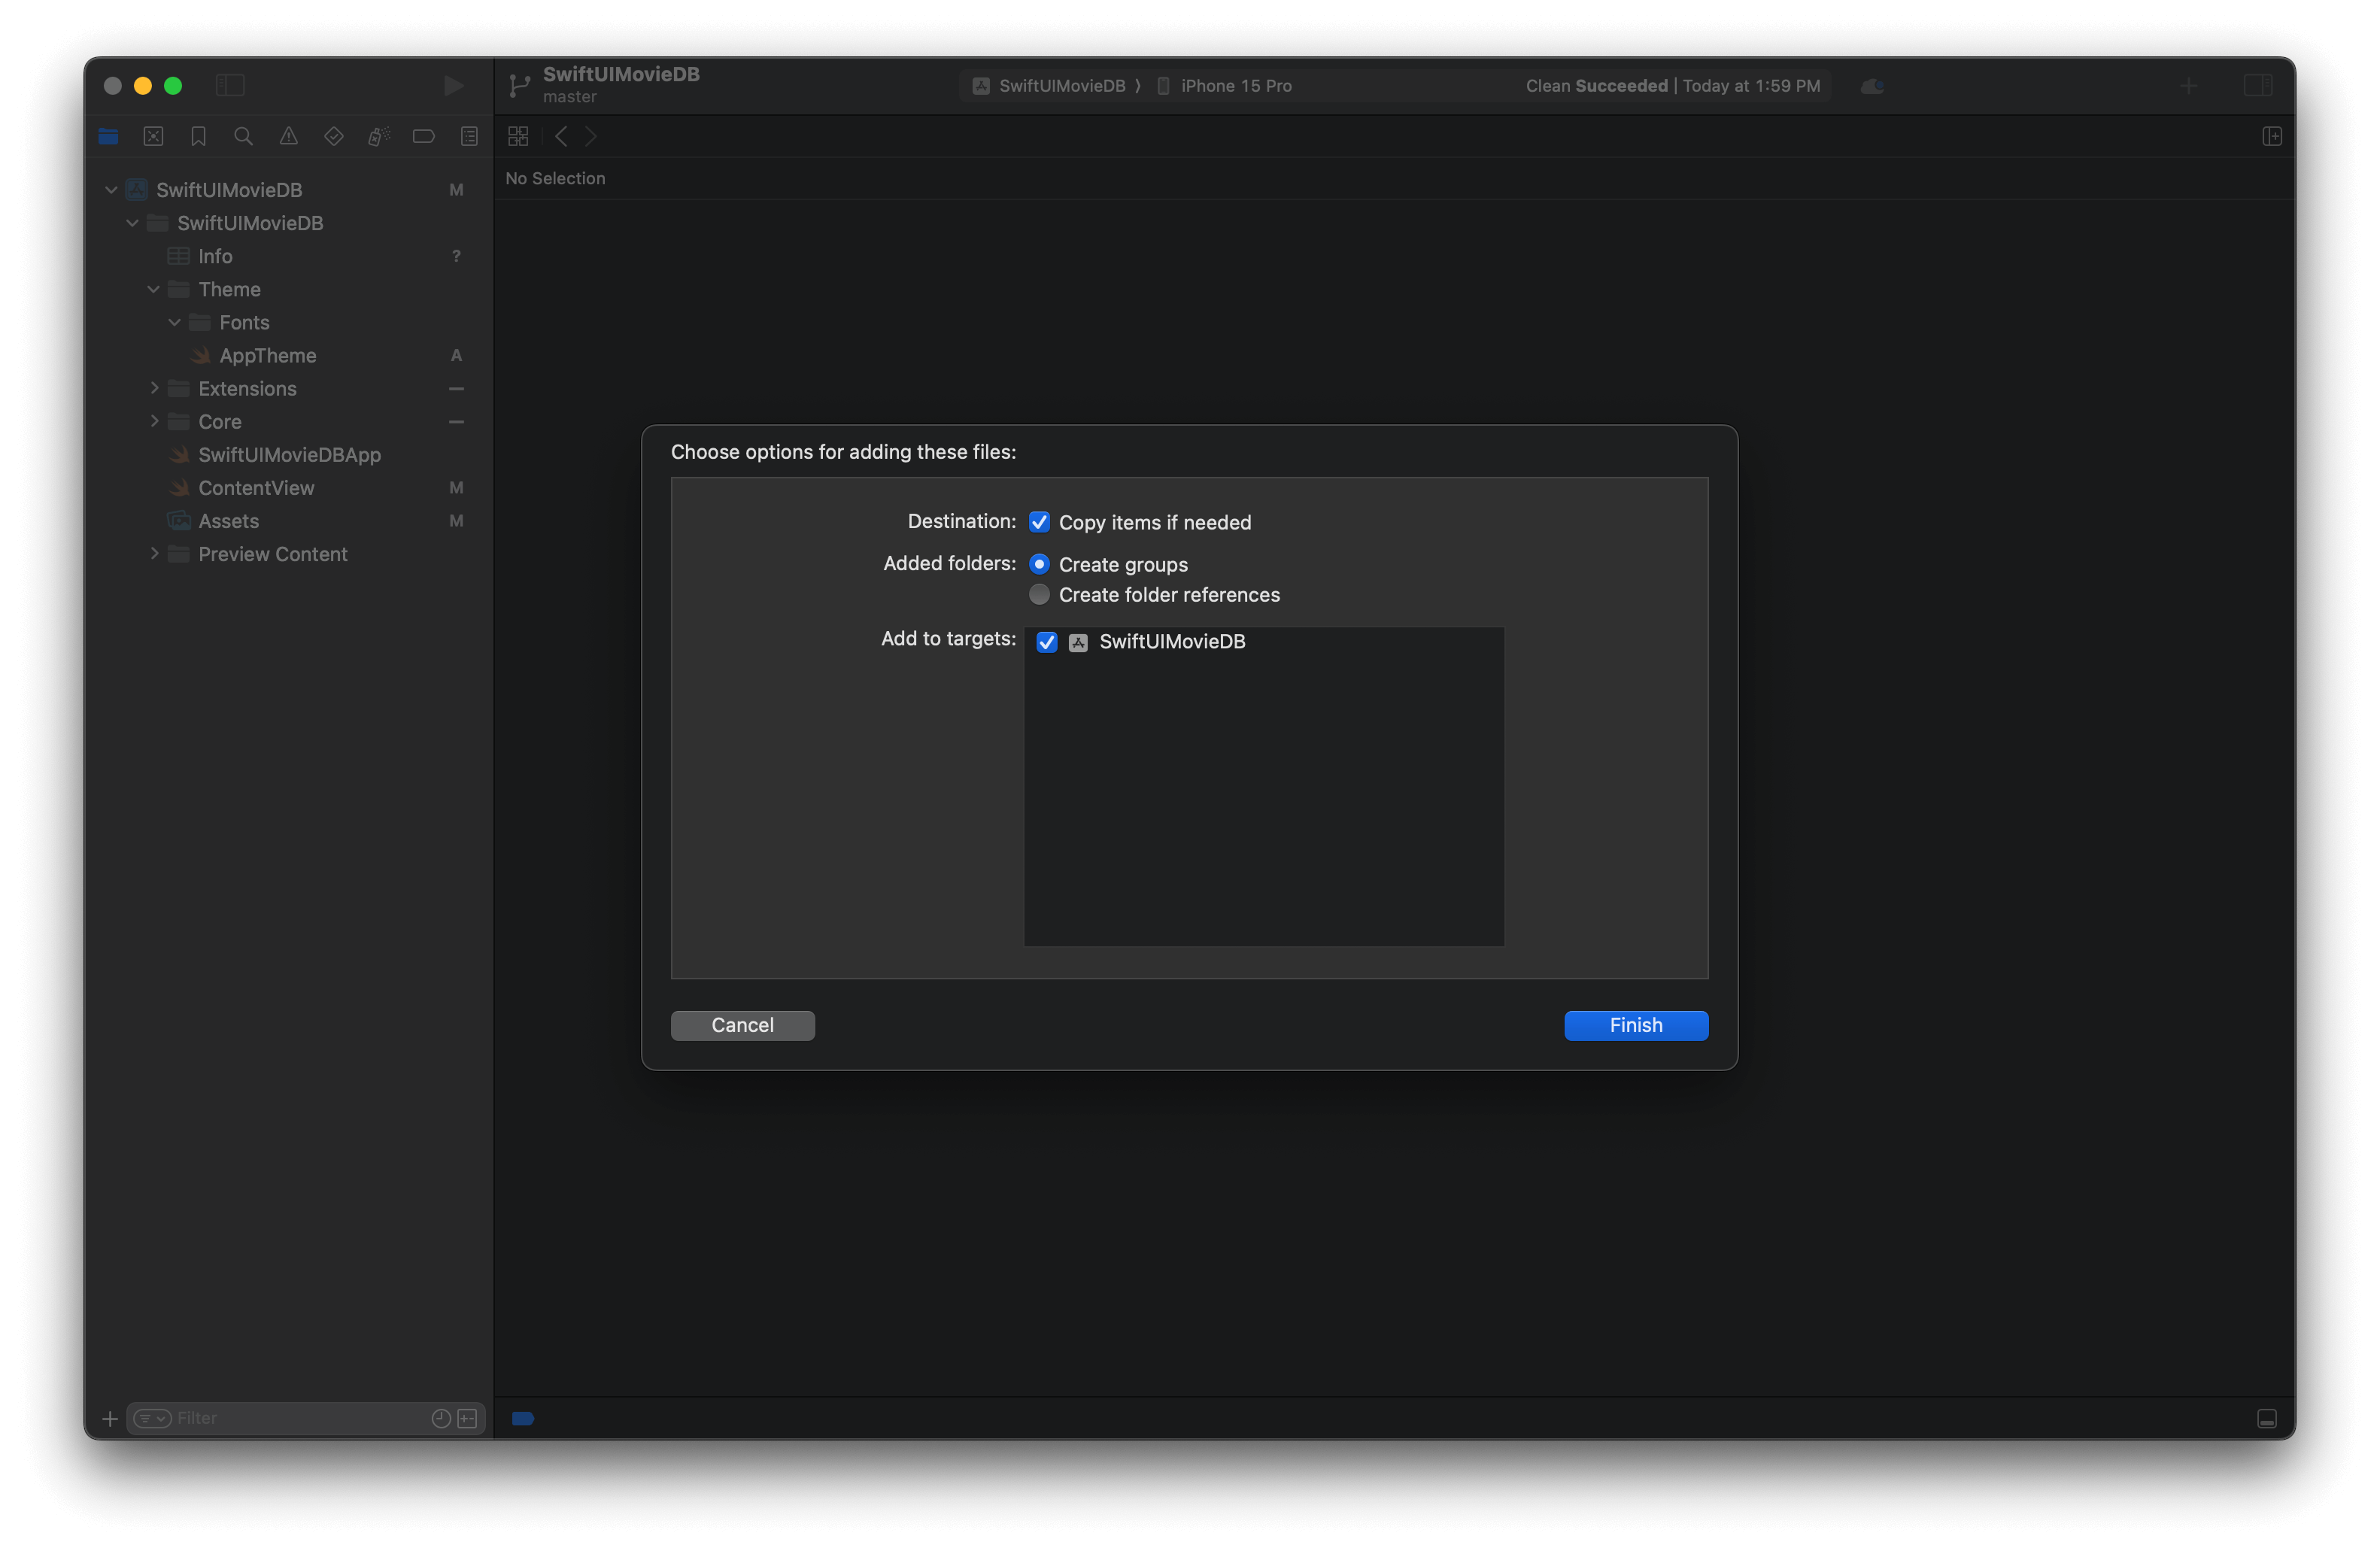 SwiftUIMovieDB
master
SwiftUIMovieDB ⟩ iPhone 15 Pro
Clean Succeeded | Today at 1:59 PM
No Selection
SwiftUIMovieDB M
SwiftUIMovieDB
Info ?
Theme
Fonts
AppTheme A
Extensions
Core
SwiftUIMovieDBApp
ContentView M
Assets M
Preview Content
Choose options for adding these files:
Destination: Copy items if needed
Added folders: Create groups
Create folder references
Add to targets: SwiftUIMovieDB
Cancel
Finish
Filter